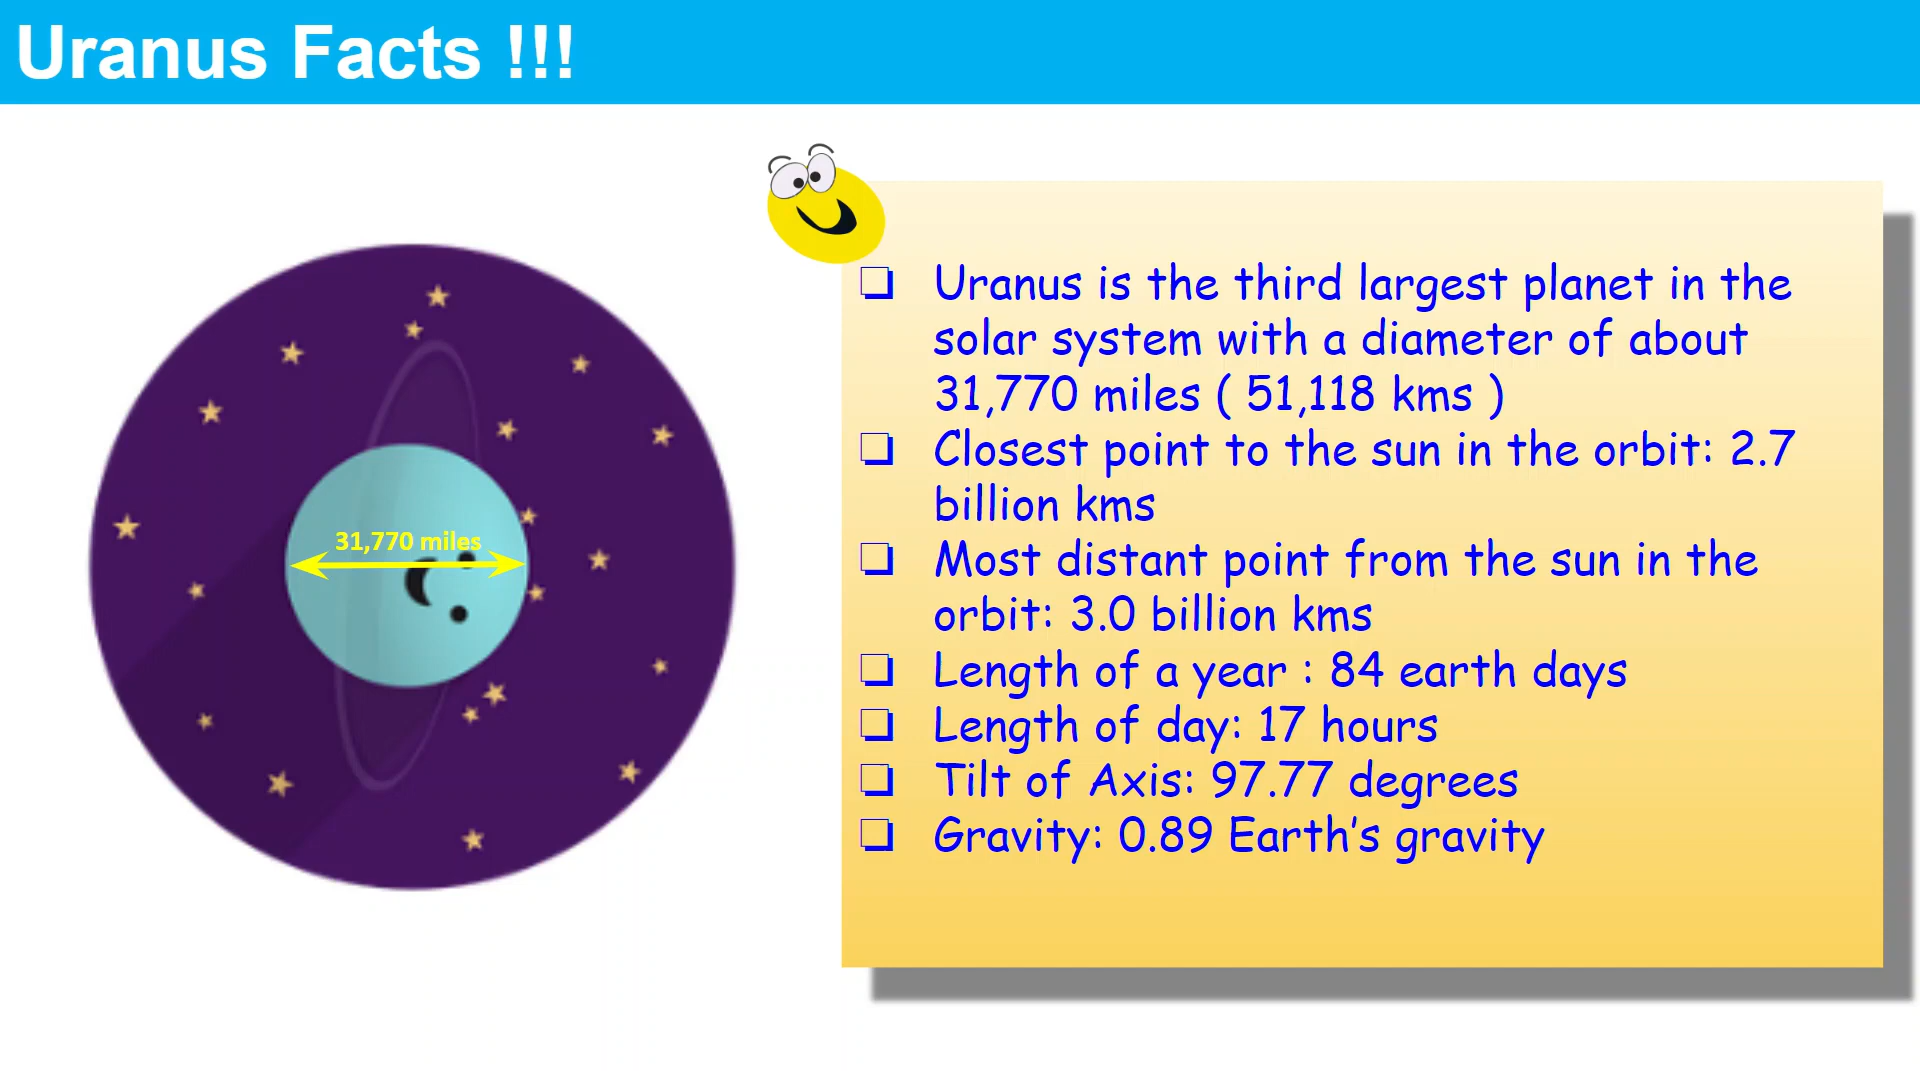 Uranus Facts !!!
31,770 miles
❏ Uranus is the third largest planet in the
solar system with a diameter of about
31,770 miles ( 51,118 kms )
❏ Closest point to the sun in the orbit: 2.7
billion kms
❏ Most distant point from the sun in the
orbit: 3.0 billion kms
❏ Length of a year : 84 earth days
❏ Length of day: 17 hours
❏ Tilt of Axis: 97.77 degrees
❏ Gravity: 0.89 Earth's gravity